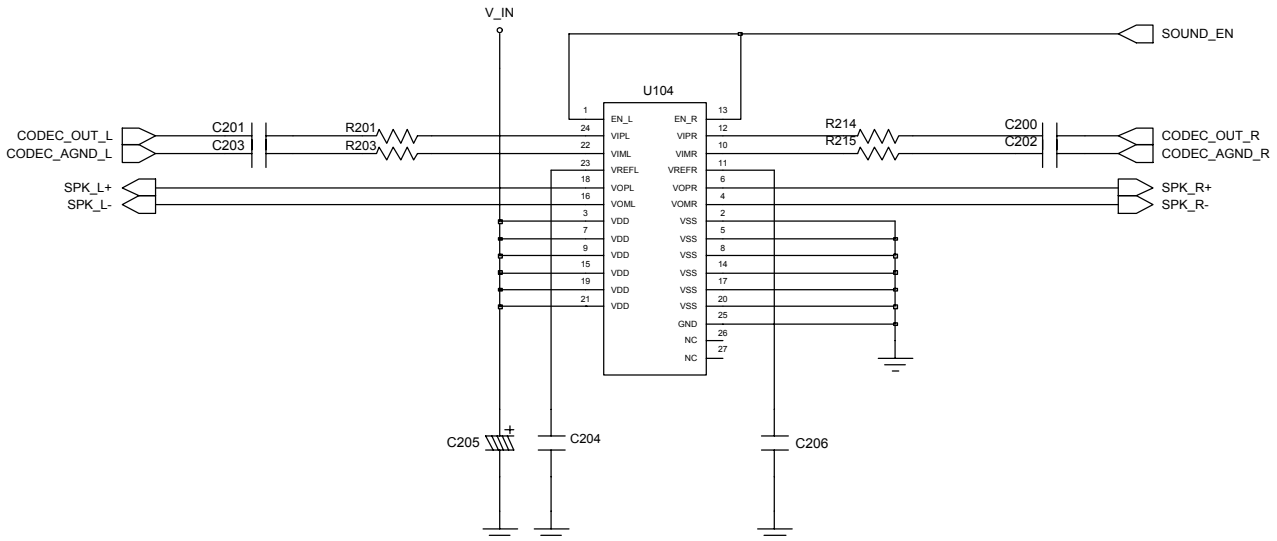 V_IN
SOUND_EN
U104
1 EN_L EN_R 13
CODEC_OUT_L C201 R201 24 VIPL VIPR 12 R214 C200 CODEC_OUT_R
CODEC_AGND_L C203 R203 22 VIML VIMR 10 R215 C202 CODEC_AGND_R
23 VREFL VREFR 11
SPK_L+ 18 VOPL VOPR 6 SPK_R+
SPK_L- 16 VOML VOMR 4 SPK_R-
3 VDD VSS 2
7 VDD VSS 5
9 VDD VSS 8
15 VDD VSS 14
19 VDD VSS 17
21 VDD VSS 20
GND 25
NC 26
NC 27
C205 + C204 C206